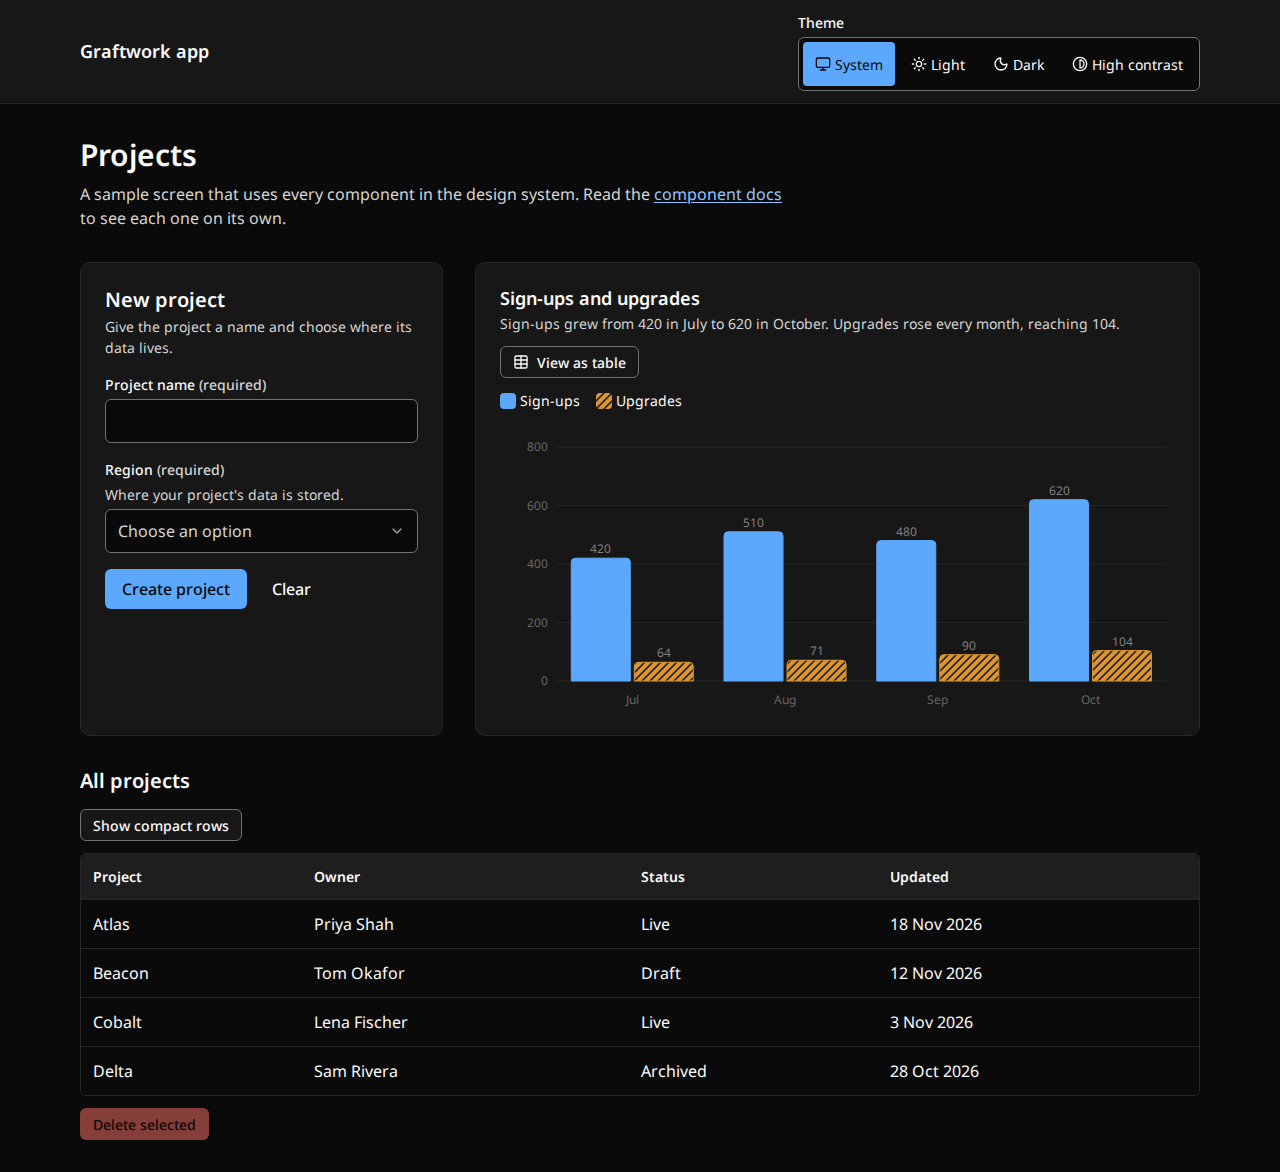 Graftwork app
Theme
System
Light
Dark
High contrast
Projects
A sample screen that uses every component in the design system. Read the component docs
to see each one on its own.
New project
Give the project a name and choose where its
data lives.
Project name (required)
Region (required)
Where your project's data is stored.
Choose an option
Create project
Clear
Sign-ups and upgrades
Sign-ups grew from 420 in July to 620 in October. Upgrades rose every month, reaching 104.
View as table
Sign-ups
Upgrades
800
600
400
200
0
420
64
510
71
480
90
620
104
Jul
Aug
Sep
Oct
All projects
Show compact rows
Project Owner Status Updated
Atlas Priya Shah Live 18 Nov 2026
Beacon Tom Okafor Draft 12 Nov 2026
Cobalt Lena Fischer Live 3 Nov 2026
Delta Sam Rivera Archived 28 Oct 2026
Delete selected